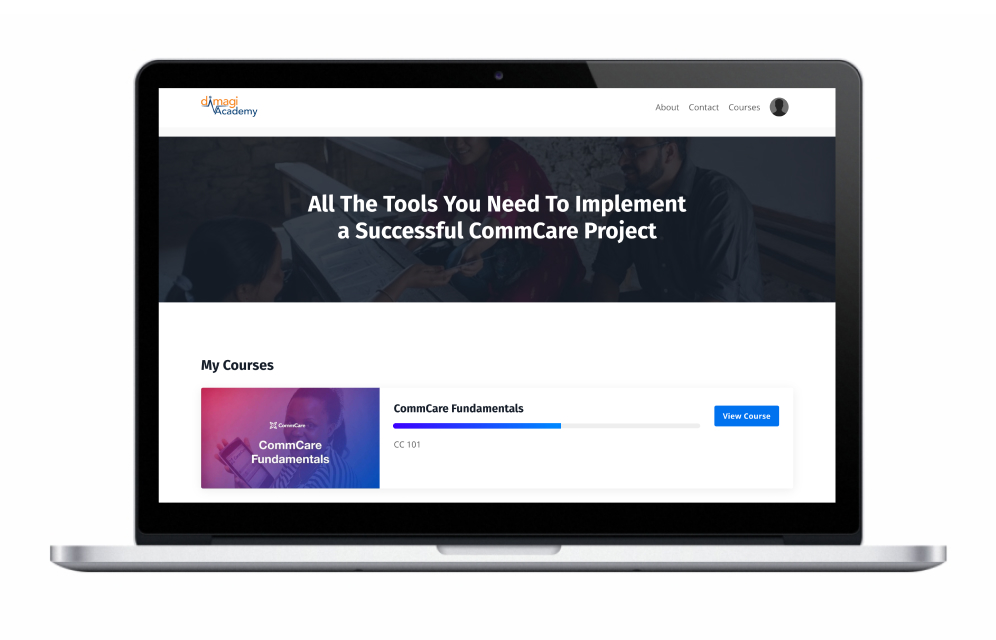 dimagi
Academy
About Contact Courses
All The Tools You Need To Implement
a Successful CommCare Project
My Courses
CommCare
CommCare
Fundamentals
CommCare Fundamentals
CC 101
View Course